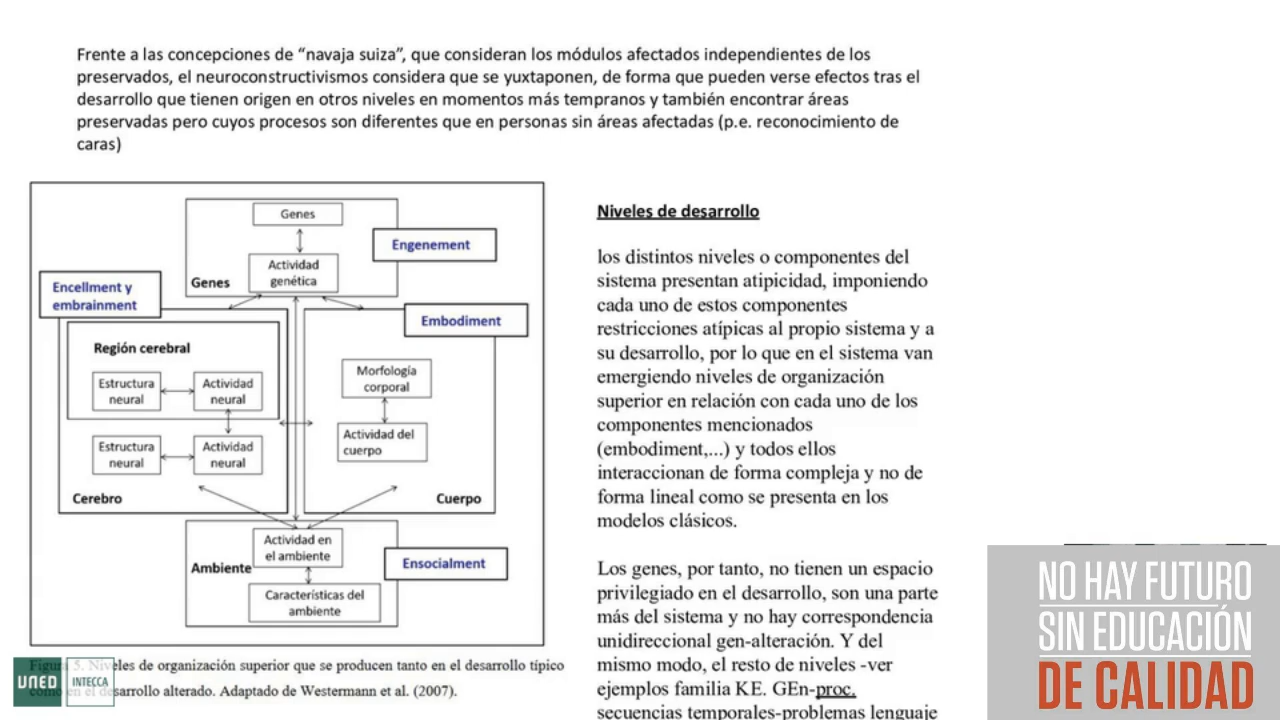 Frente a las concepciones de “navaja suiza”, que consideran los módulos afectados independientes de los
preservados, el neuroconstructivismos considera que se yuxtaponen, de forma que pueden verse efectos tras el
desarrollo que tienen origen en otros niveles en momentos más tempranos y también encontrar áreas
preservadas pero cuyos procesos son diferentes que en personas sin áreas afectadas (p.e. reconocimiento de
caras)
Genes
Engenement
Actividad
genética
Genes
Encellment y
embrainment
Embodiment
Región cerebral
Estructura
neural
Actividad
neural
Estructura
neural
Actividad
neural
Cerebro
Morfología
corporal
Actividad del
cuerpo
Cuerpo
Actividad en
el ambiente
Ambiente
Ensocialment
Características del
ambiente
Figura 5. Niveles de organización superior que se producen tanto en el desarrollo típico
como en el desarrollo alterado. Adaptado de Westermann et al. (2007).
UNED
INTECCA
Niveles de desarrollo
los distintos niveles o componentes del
sistema presentan atipicidad, imponiendo
cada uno de estos componentes
restricciones atípicas al propio sistema y a
su desarrollo, por lo que en el sistema van
emergiendo niveles de organización
superior en relación con cada uno de los
componentes mencionados
(embodiment,...) y todos ellos
interaccionan de forma compleja y no de
forma lineal como se presenta en los
modelos clásicos.
Los genes, por tanto, no tienen un espacio
privilegiado en el desarrollo, son una parte
más del sistema y no hay correspondencia
unidireccional gen-alteración. Y del
mismo modo, el resto de niveles -ver
ejemplos familia KE. GEn-proc.
secuencias temporales-problemas lenguaje
NO HAY FUTURO
SIN EDUCACIÓN
DE CALIDAD